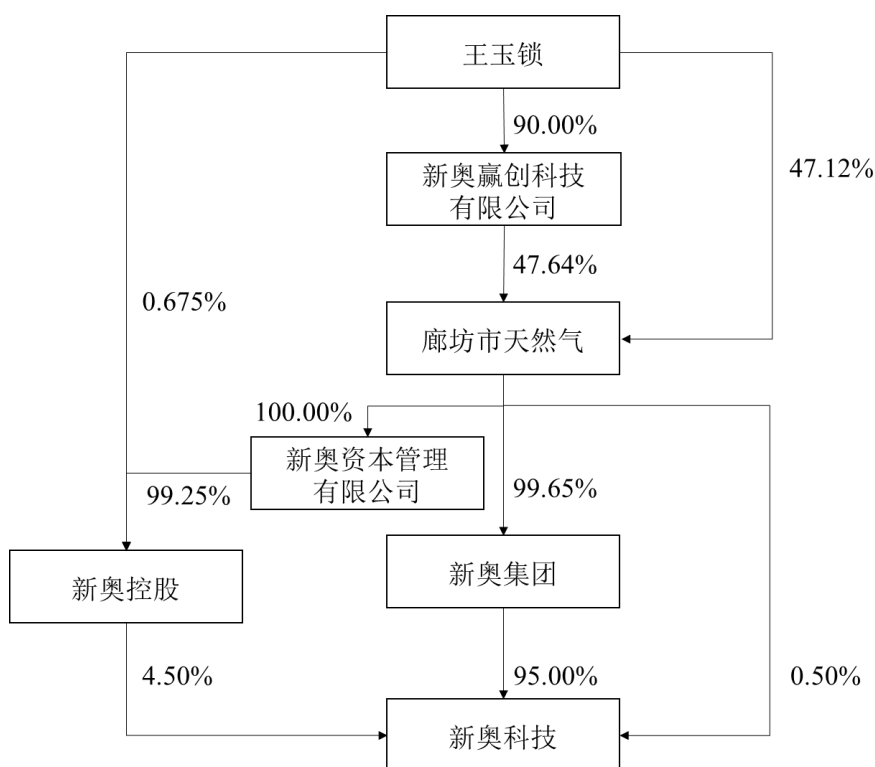 王玉锁
90.00%
新奥赢创科技
有限公司
47.12%
47.64%
0.675%
廊坊市天然气
100.00%
新奥资本管理
有限公司
99.25%
99.65%
新奥控股
新奥集团
4.50%
95.00%
0.50%
新奥科技